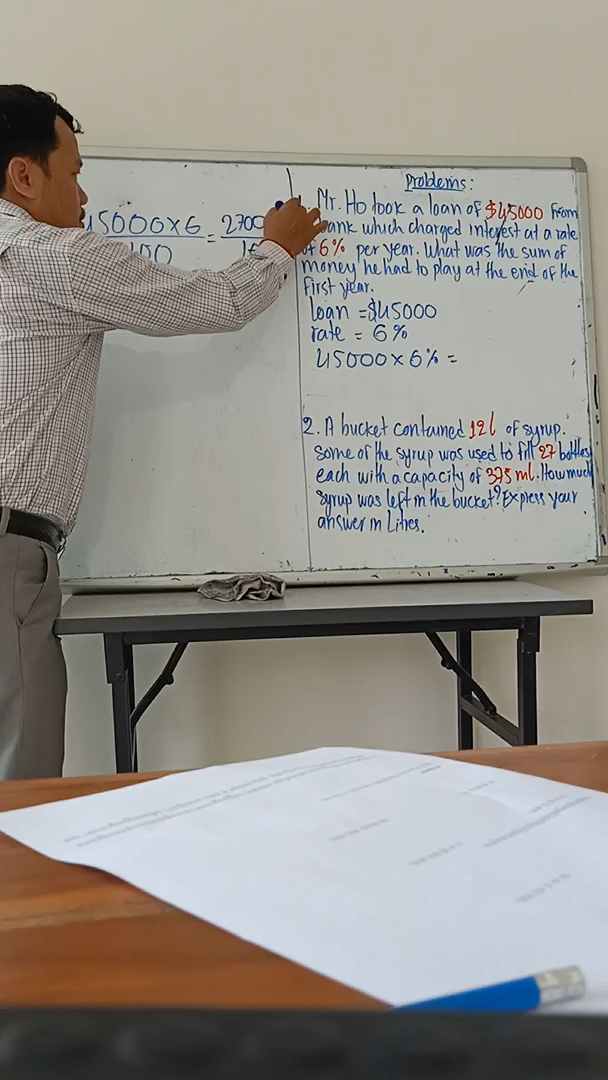 Problems:
Mr. Ho took a loan of $45000 from
bank which charged interest at a rate
of 6% per year. What was the sum of
money he had to play at the end of the
first year.
loan = $45000
rate = 6%
45000 × 6% =
2. A bucket contained 12l of syrup.
some of the syrup was used to fill 27 bottles
each with a capacity of 375 ml. How much
syrup was left in the bucket? Express your
answer in Litres.
45000 × 6 = 2700
100